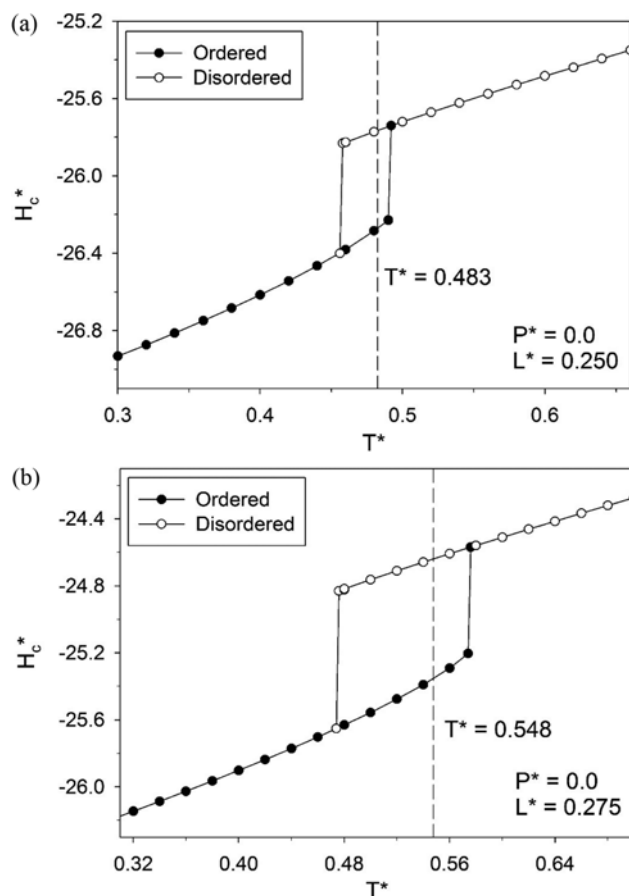 (a)
-25.2
Ordered
Disordered
-25.6
-26.0
H_c*
-26.4
T* = 0.483
-26.8
P* = 0.0
L* = 0.250
0.3 0.4 0.5 0.6
T*
(b)
Ordered
Disordered
-24.4
-24.8
H_c*
-25.2
-25.6
T* = 0.548
-26.0
P* = 0.0
L* = 0.275
0.32 0.40 0.48 0.56 0.64
T*